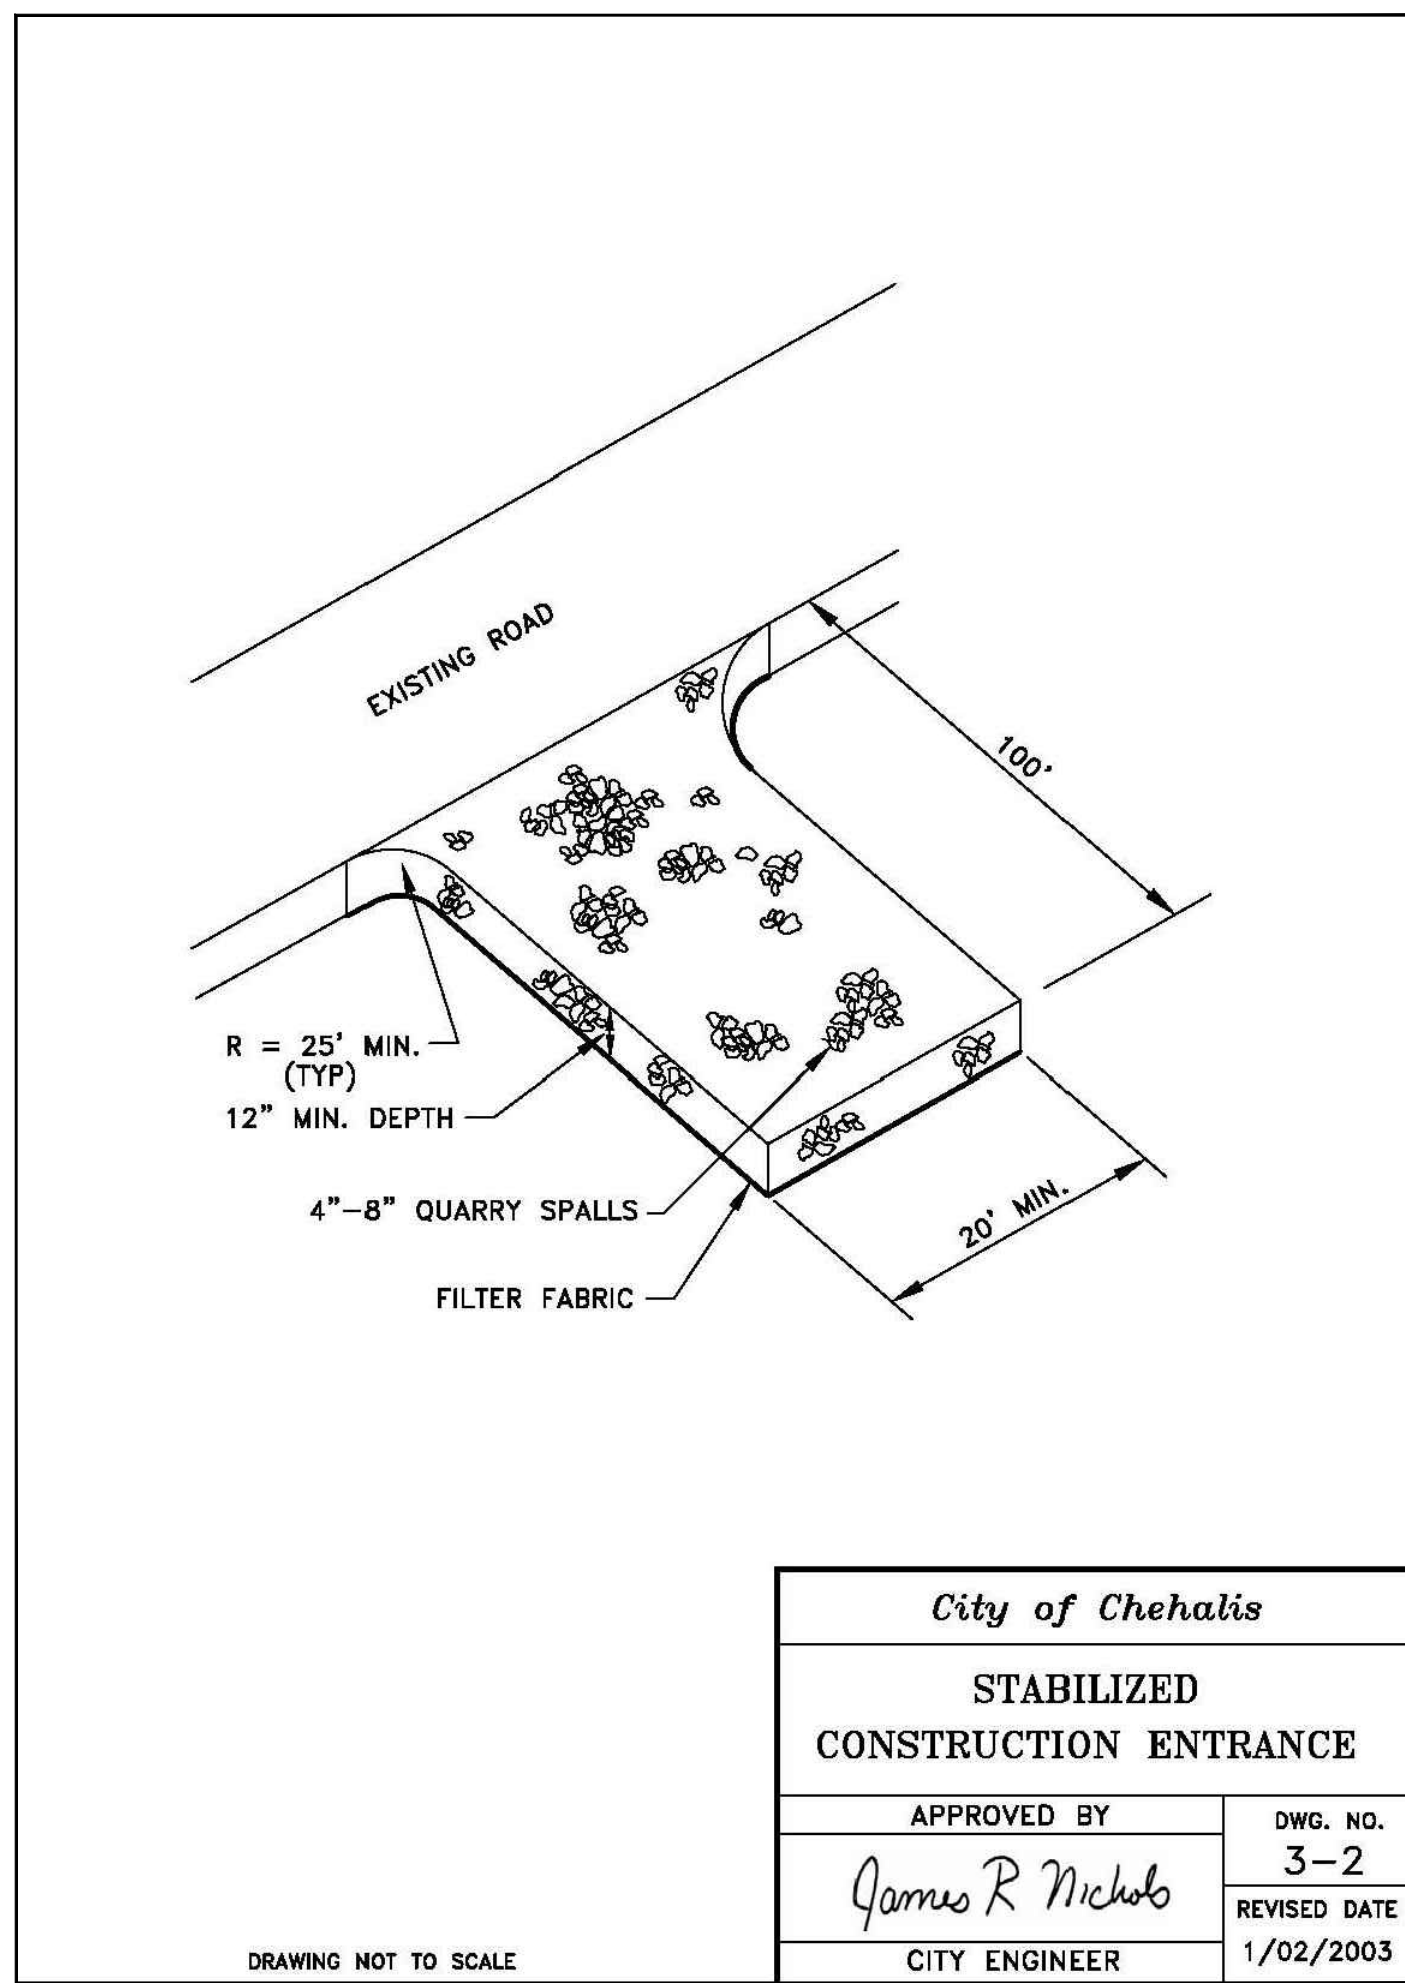 EXISTING ROAD
100'
R = 25' MIN.
(TYP)
12" MIN. DEPTH
4"-8" QUARRY SPALLS
20' MIN.
FILTER FABRIC
City of Chehalis
STABILIZED
CONSTRUCTION ENTRANCE
APPROVED BY
James R Nichols
CITY ENGINEER
DWG. NO.
3-2
REVISED DATE
1/02/2003
DRAWING NOT TO SCALE